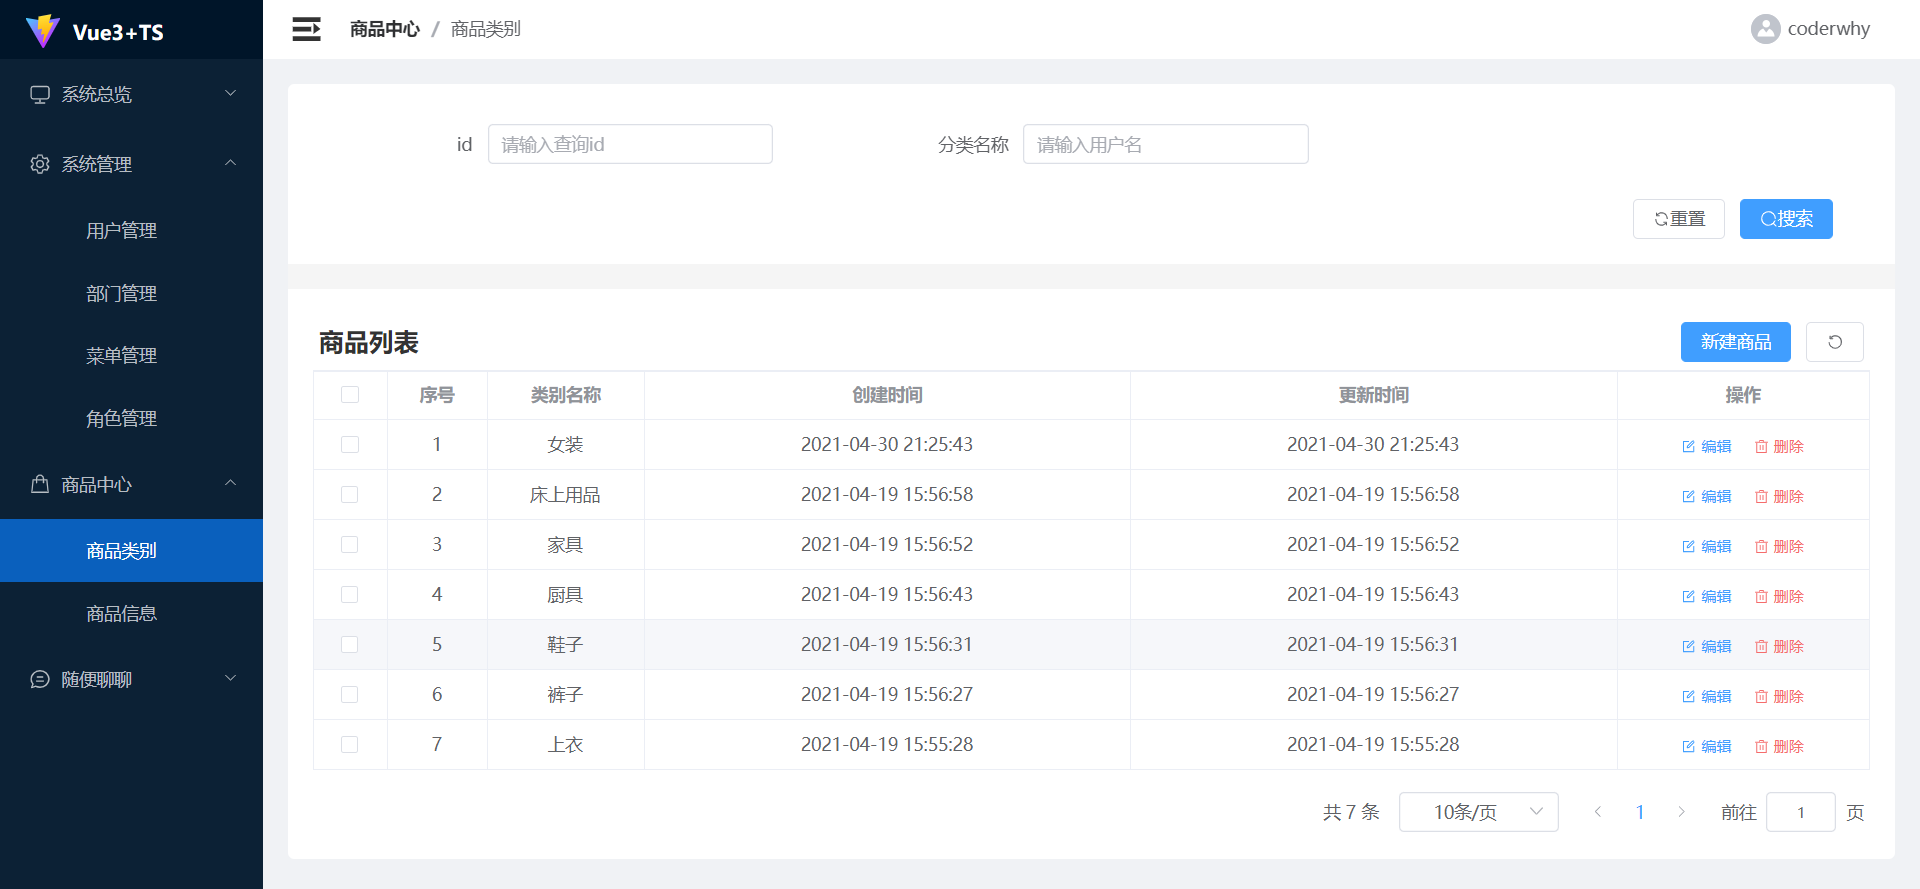 Vue3+TS
系统总览
系统管理
用户管理
部门管理
菜单管理
角色管理
商品中心
商品类别
商品信息
随便聊聊
商品中心 / 商品类别
coderwhy
id 请输入查询id 分类名称 请输入用户名
重置 搜索
商品列表 新建商品
序号 类别名称 创建时间 更新时间 操作
1 女装 2021-04-30 21:25:43 2021-04-30 21:25:43 编辑 删除
2 床上用品 2021-04-19 15:56:58 2021-04-19 15:56:58 编辑 删除
3 家具 2021-04-19 15:56:52 2021-04-19 15:56:52 编辑 删除
4 厨具 2021-04-19 15:56:43 2021-04-19 15:56:43 编辑 删除
5 鞋子 2021-04-19 15:56:31 2021-04-19 15:56:31 编辑 删除
6 裤子 2021-04-19 15:56:27 2021-04-19 15:56:27 编辑 删除
7 上衣 2021-04-19 15:55:28 2021-04-19 15:55:28 编辑 删除
共 7 条 10条/页 1 前往 1 页